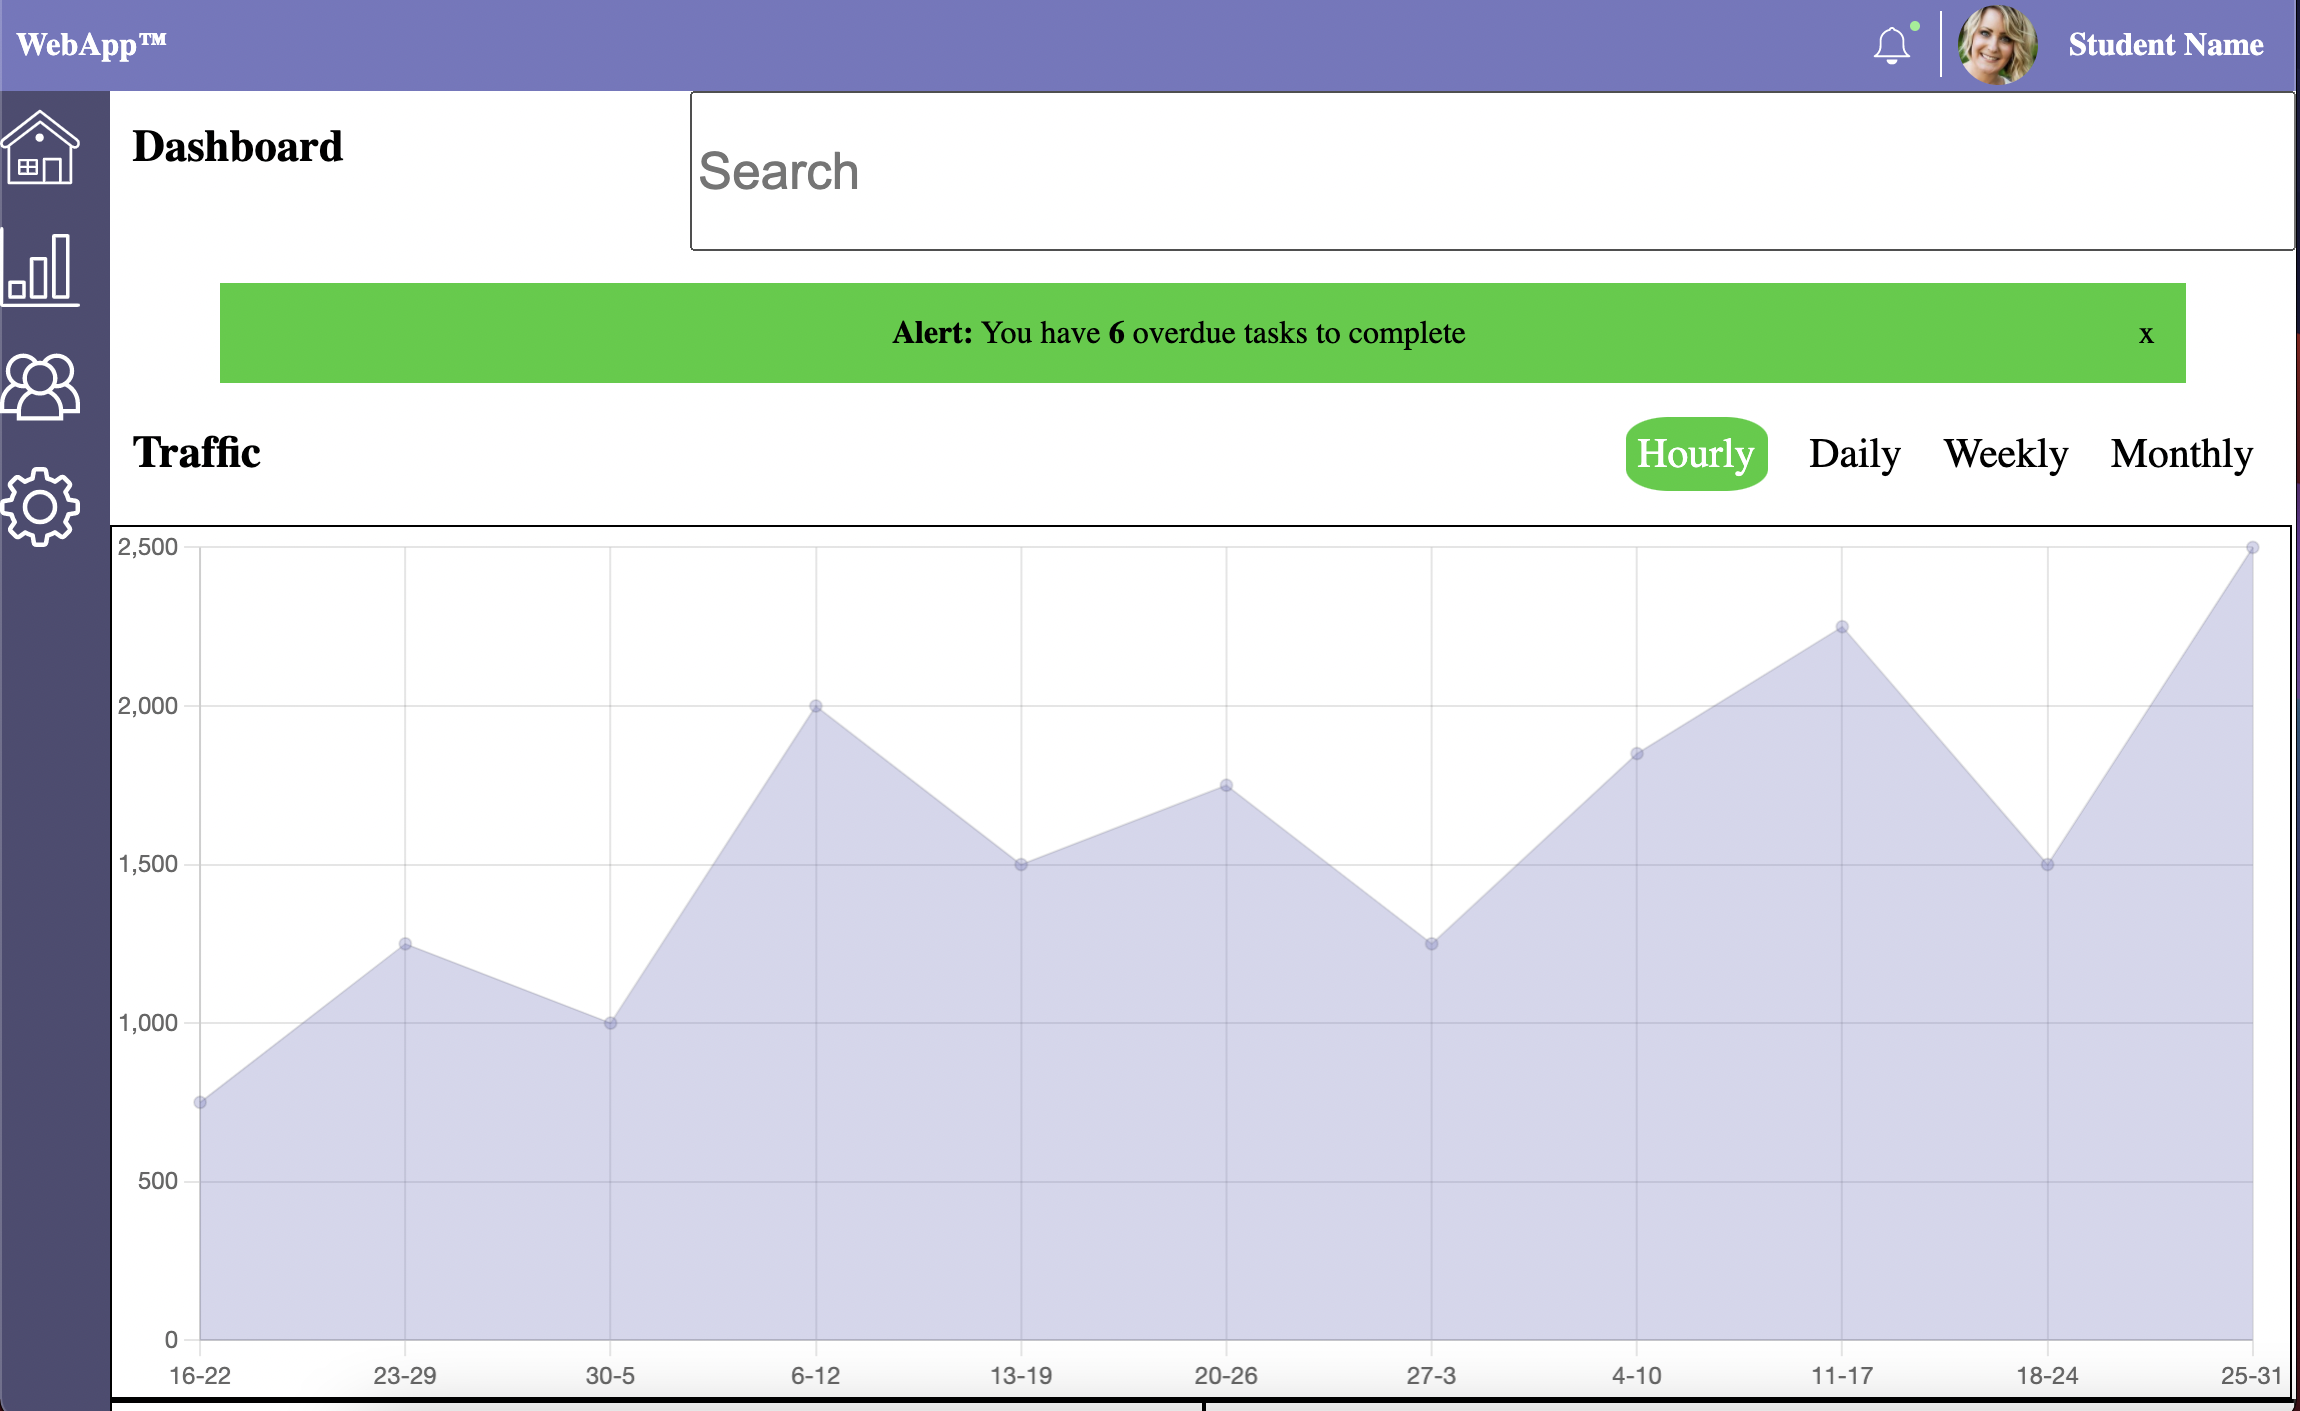 WebApp™
Student Name
Dashboard
Search
Alert: You have 6 overdue tasks to complete x
Traffic
Hourly Daily Weekly Monthly
2,500
2,000
1,500
1,000
500
0
16-22 23-29 30-5 6-12 13-19 20-26 27-3 4-10 11-17 18-24 25-31